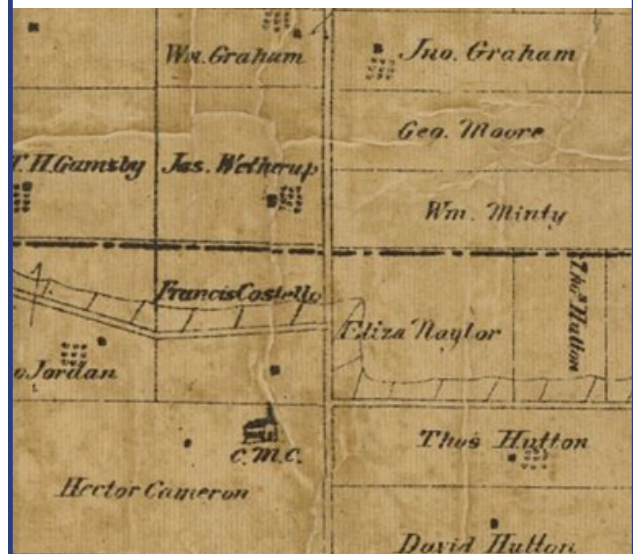 Wm. Graham
Jno. Graham
Geo. Moore
T. H. Gamsby
Jas. Wetherup
Wm. Minty
Francis Costello
Eliza Naylor
Thos Hutton
o Jordan
Thos Hutton
C. M. C.
Hector Cameron
David Hutton